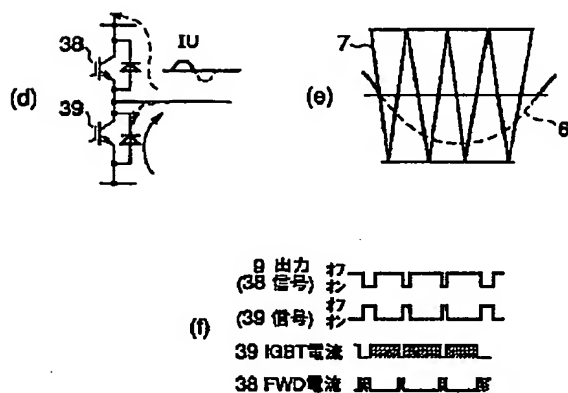 38
IU
(d)
39
7
(e)
6
9 出力 オフ
(38 信号) オン
オフ
(39 信号) オン
(f)
39 IGBT電流
38 FWD電流